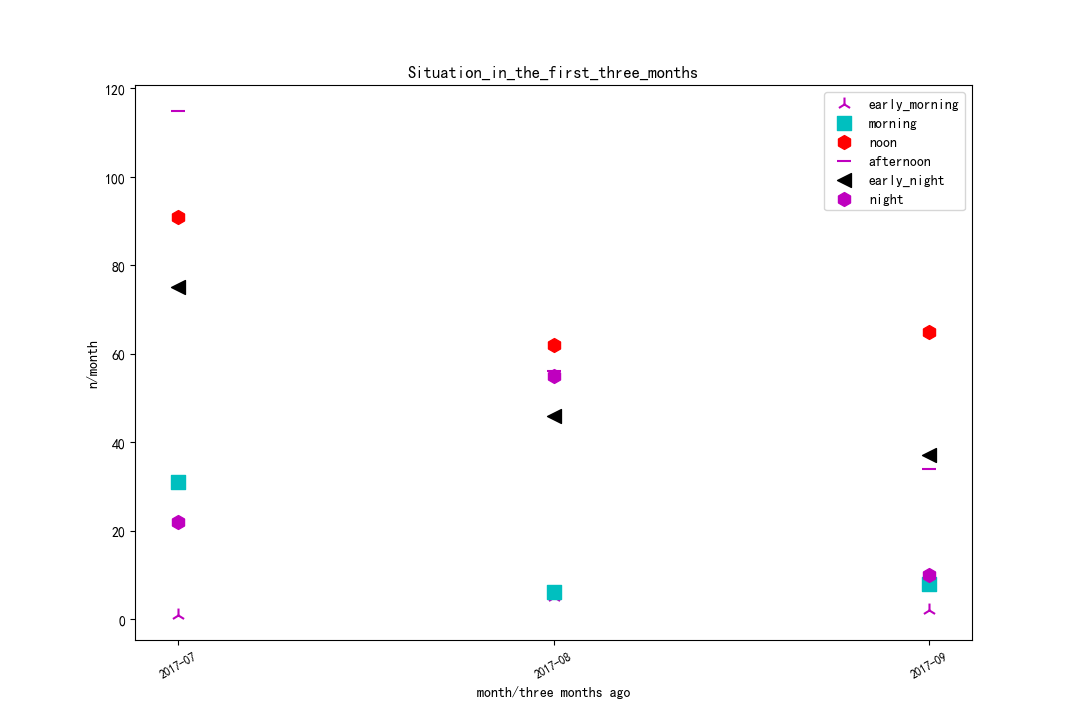 Situation_in_the_first_three_months
120
100
80
60
40
20
0
n/month
early_morning
morning
noon
afternoon
early_night
night
2017-07
2017-08
2017-09
month/three months ago